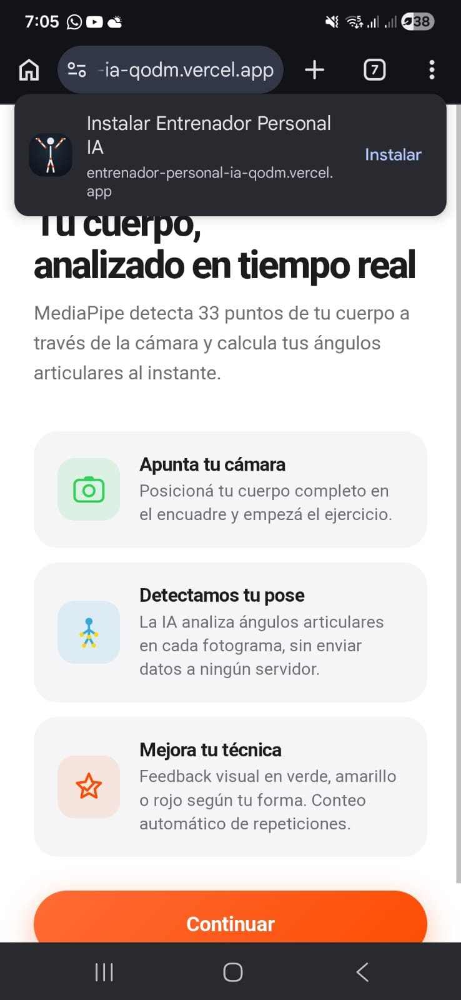 7:05
38
-ia-qodm.vercel.app
7
Instalar Entrenador Personal
IA
Instalar
entrenador-personal-ia-qodm.vercel.
app
Tu cuerpo,
analizado en tiempo real
MediaPipe detecta 33 puntos de tu cuerpo a
través de la cámara y calcula tus ángulos
articulares al instante.
Apunta tu cámara
Posicioná tu cuerpo completo en
el encuadre y empezá el ejercicio.
Detectamos tu pose
La IA analiza ángulos articulares
en cada fotograma, sin enviar
datos a ningún servidor.
Mejora tu técnica
Feedback visual en verde, amarillo
o rojo según tu forma. Conteo
automático de repeticiones.
Continuar